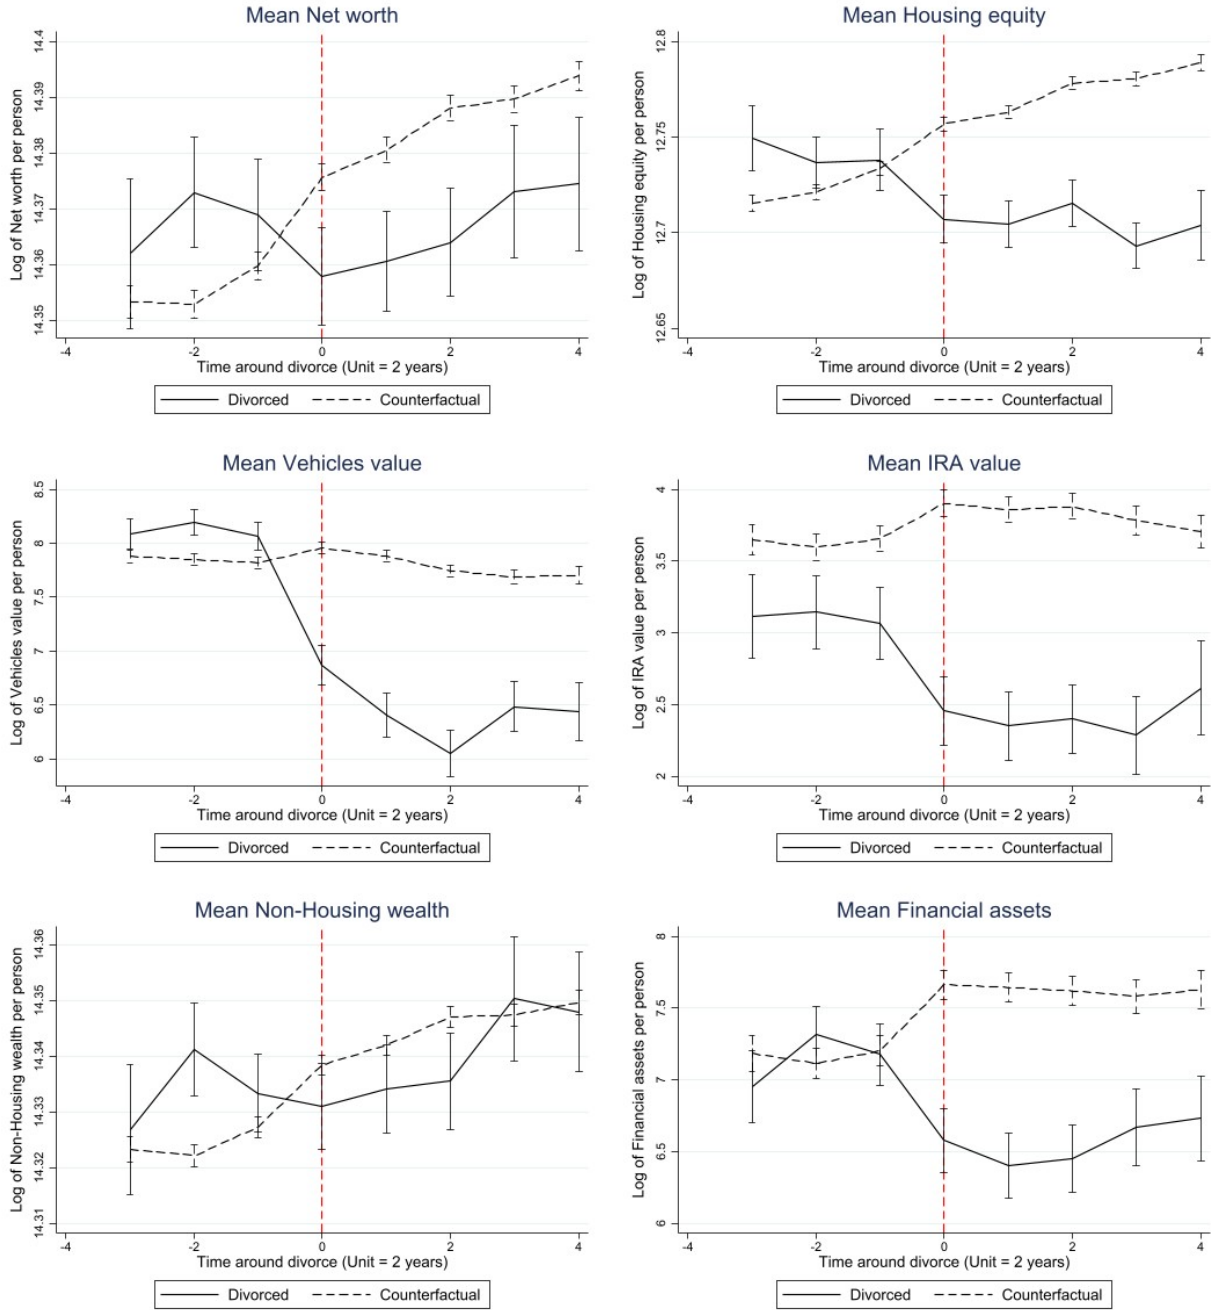 Mean Net worth
Log of Net worth per person
14.4
14.39
14.38
14.37
14.36
14.35
-4
-2
0
2
4
Time around divorce (Unit = 2 years)
Divorced
Counterfactual
Mean Housing equity
Log of Housing equity per person
12.8
12.75
12.7
12.65
-4
-2
0
2
4
Time around divorce (Unit = 2 years)
Divorced
Counterfactual
Mean Vehicles value
Log of Vehicles value per person
8.5
8
7.5
7
6.5
6
-4
-2
0
2
4
Time around divorce (Unit = 2 years)
Divorced
Counterfactual
Mean IRA value
Log of IRA value per person
4
3.5
3
2.5
2
-4
-2
0
2
4
Time around divorce (Unit = 2 years)
Divorced
Counterfactual
Mean Non-Housing wealth
Log of Non-Housing wealth per person
14.36
14.35
14.34
14.33
14.32
14.31
-4
-2
0
2
4
Time around divorce (Unit = 2 years)
Divorced
Counterfactual
Mean Financial assets
Log of Financial assets per person
8
7.5
7
6.5
6
-4
-2
0
2
4
Time around divorce (Unit = 2 years)
Divorced
Counterfactual